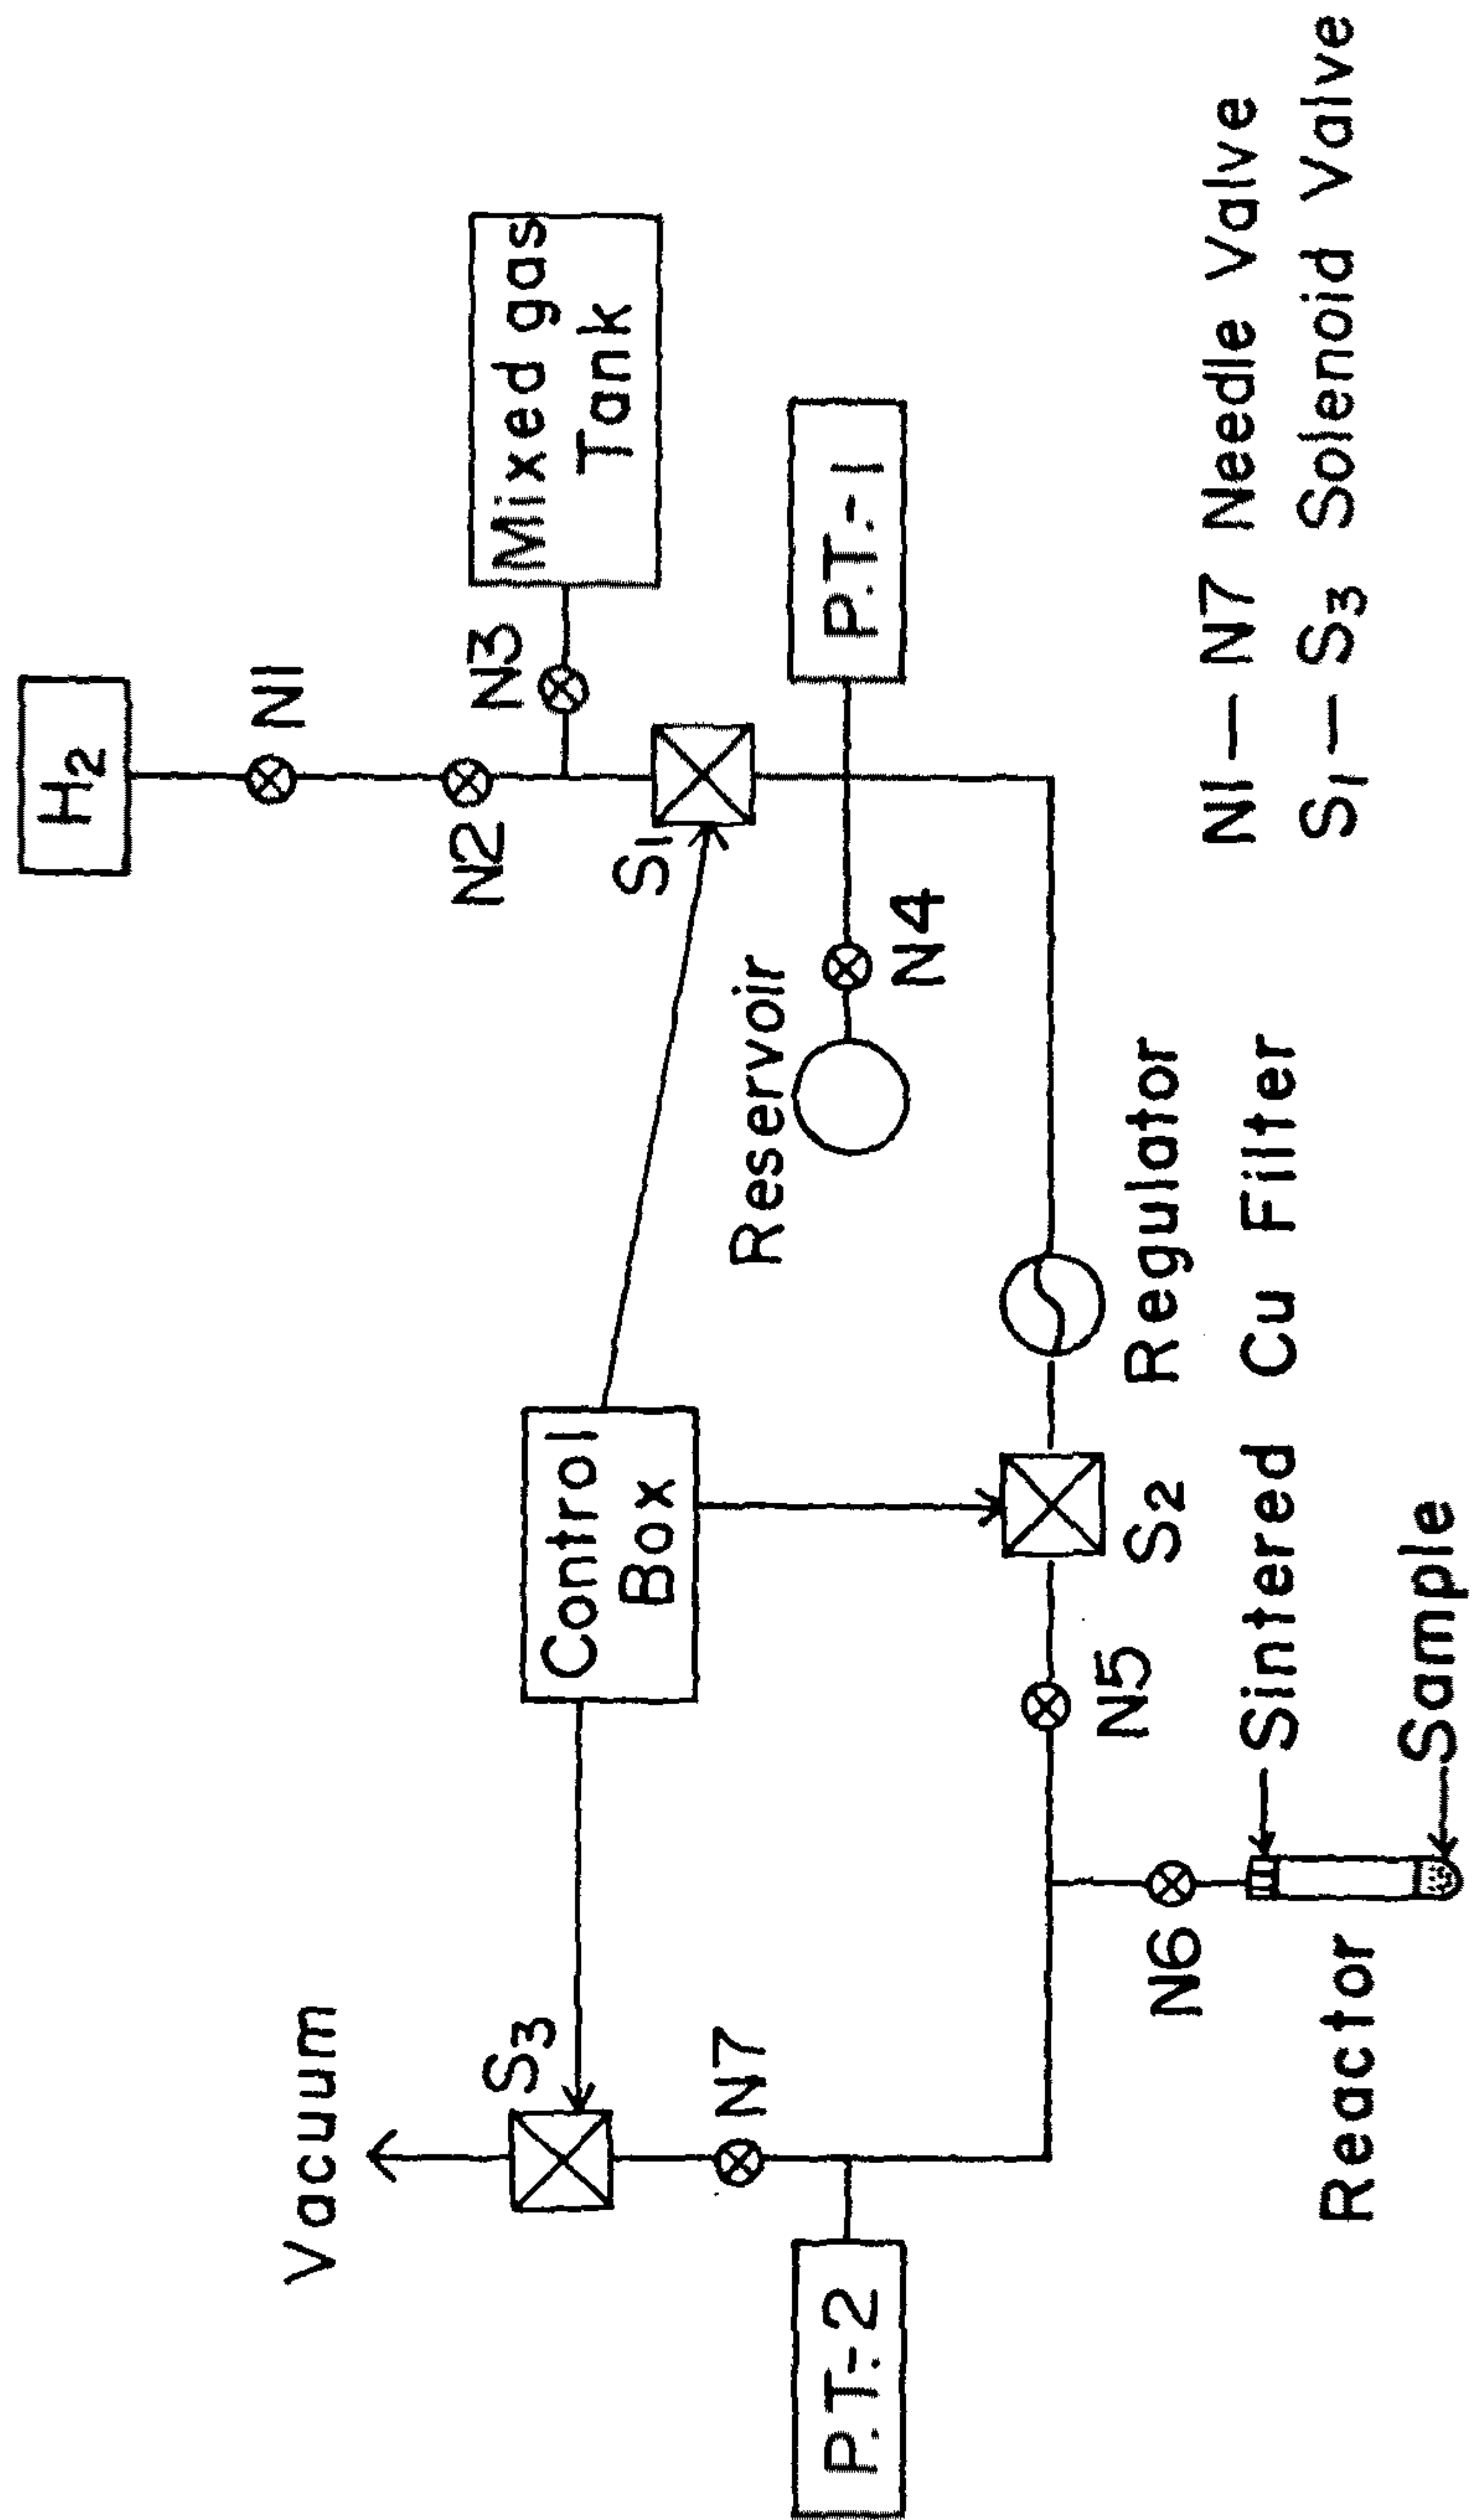 H2
N1
N2
N3
Mixed gas
Tank
S1
P.T.-1
N4
Reservoir
Control
Box
Regulator
S2
N5
Sintered Cu Filter
Sample
N6
Reactor
Vacuum
S3
N7
P.T.-2
N1 — N7 Needle Valve
S1 — S3 Solenoid Valve